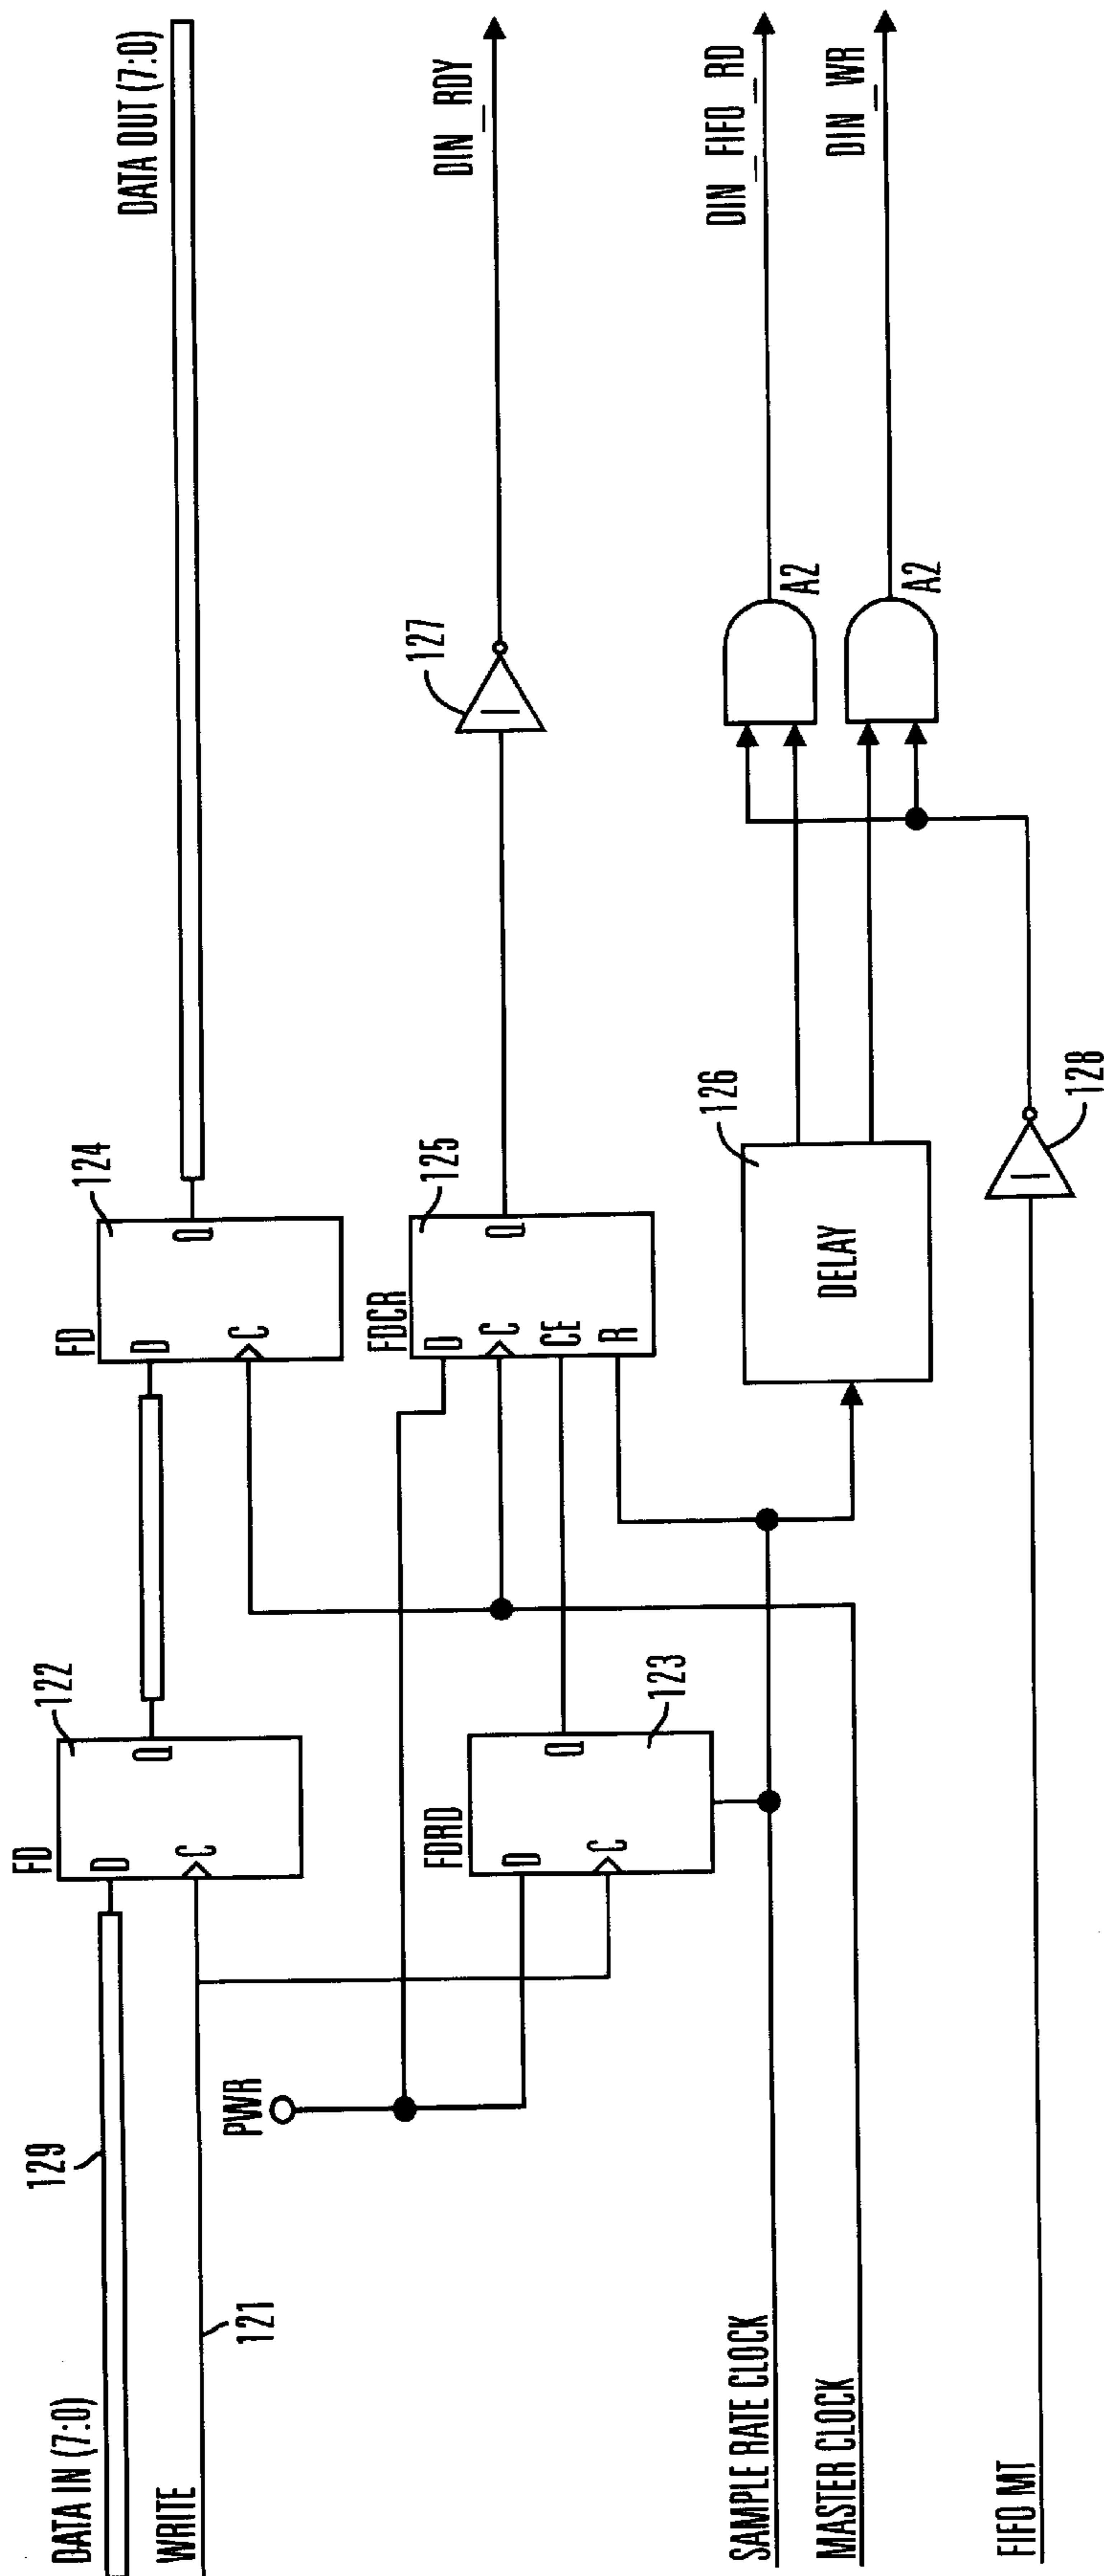 DATA IN (7:0)
129
WRITE
121
PWR
FD
122
D
Q
C
FD
124
D
Q
C
DATA OUT (7:0)
FDRD
D
Q
C
123
FDCR
125
D
Q
C
CE
R
127
DIN_RDY
SAMPLE RATE CLOCK
MASTER CLOCK
126
DELAY
A2
DIN_FIFO_RD
A2
DIN_WR
FIFO MT
128